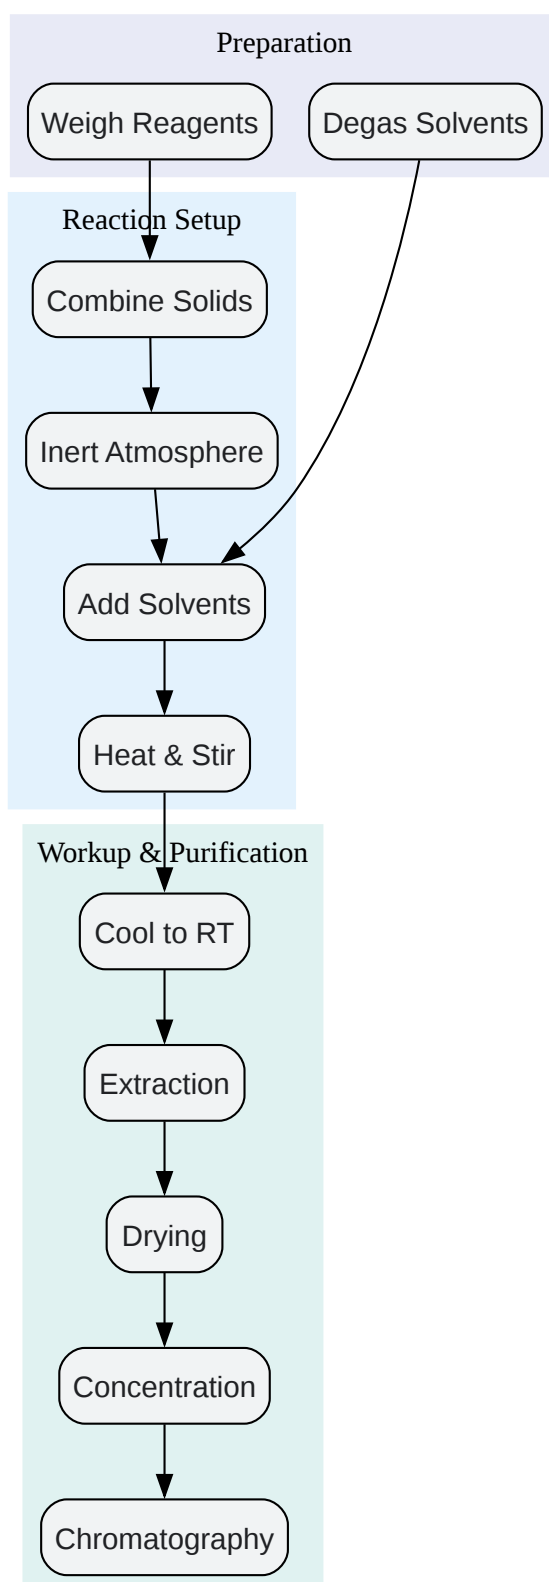 Preparation
Weigh Reagents
Degas Solvents
Reaction Setup
Combine Solids
Inert Atmosphere
Add Solvents
Heat & Stir
Workup & Purification
Cool to RT
Extraction
Drying
Concentration
Chromatography